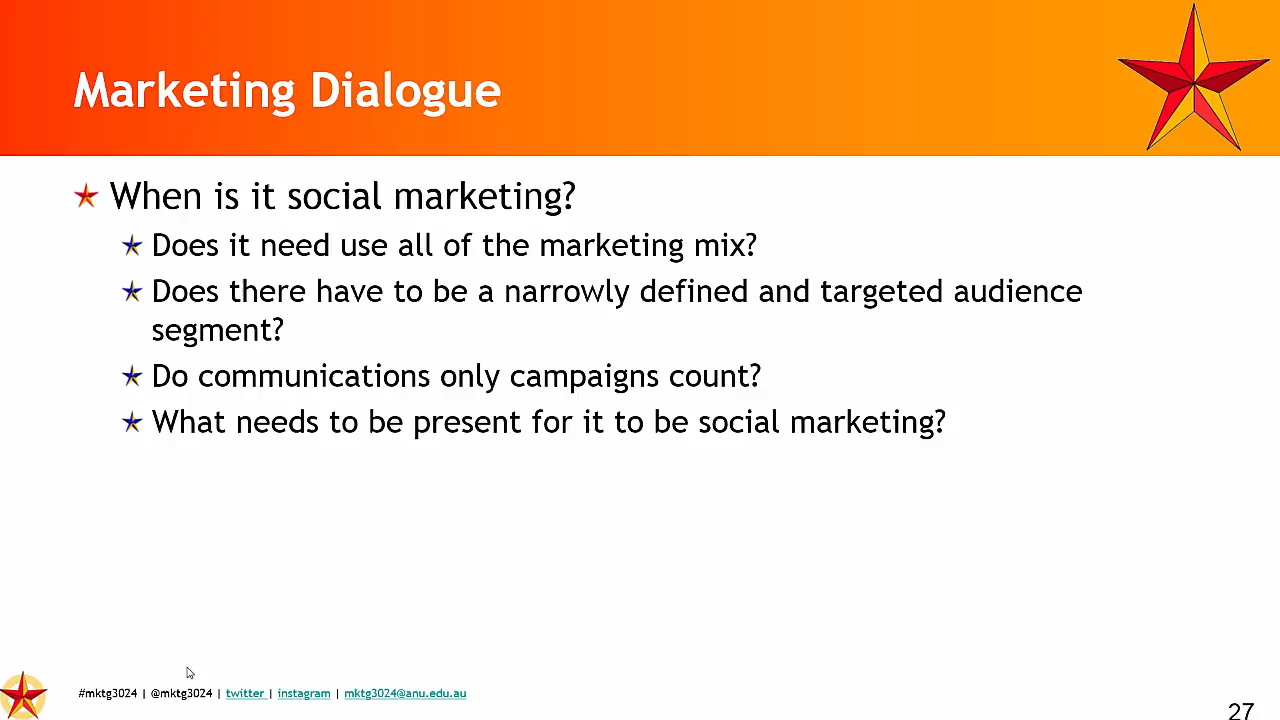 Marketing Dialogue
When is it social marketing?
Does it need use all of the marketing mix?
Does there have to be a narrowly defined and targeted audience
segment?
Do communications only campaigns count?
What needs to be present for it to be social marketing?
#mktg3024 | @mktg3024 | twitter | instagram | mktg3024@anu.edu.au
27